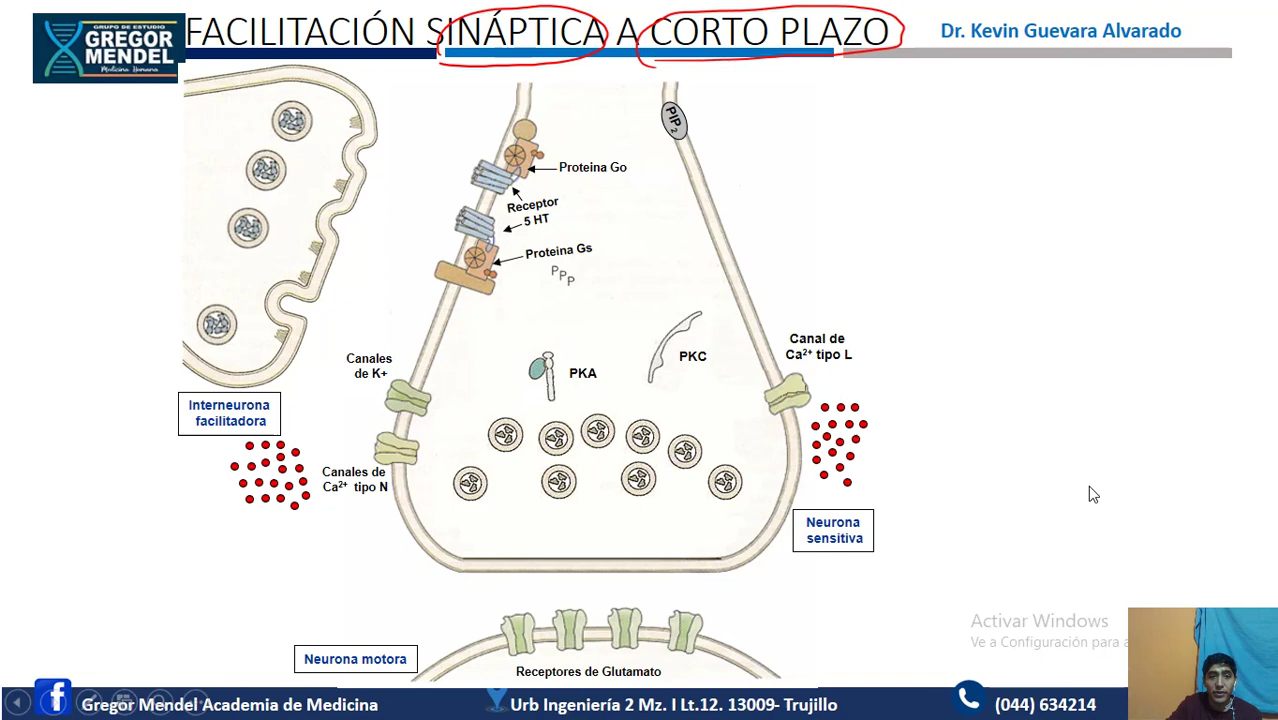 FACILITACIÓN SINÁPTICA A CORTO PLAZO
Dr. Kevin Guevara Alvarado
GRUPO DE ESTUDIO
GREGOR
MENDEL
Medicina Humana
PIP₂
Proteina Go
Receptor
5 HT
Proteina Gs
P P P
Canales
de K+
PKA
PKC
Canal de
Ca²⁺ tipo L
Interneurona
facilitadora
Canales de
Ca²⁺ tipo N
Neurona
sensitiva
Neurona motora
Receptores de Glutamato
Activar Windows
Ve a Configuración para a
Gregor Mendel Academia de Medicina
Urb Ingeniería 2 Mz. I Lt.12. 13009- Trujillo
(044) 634214